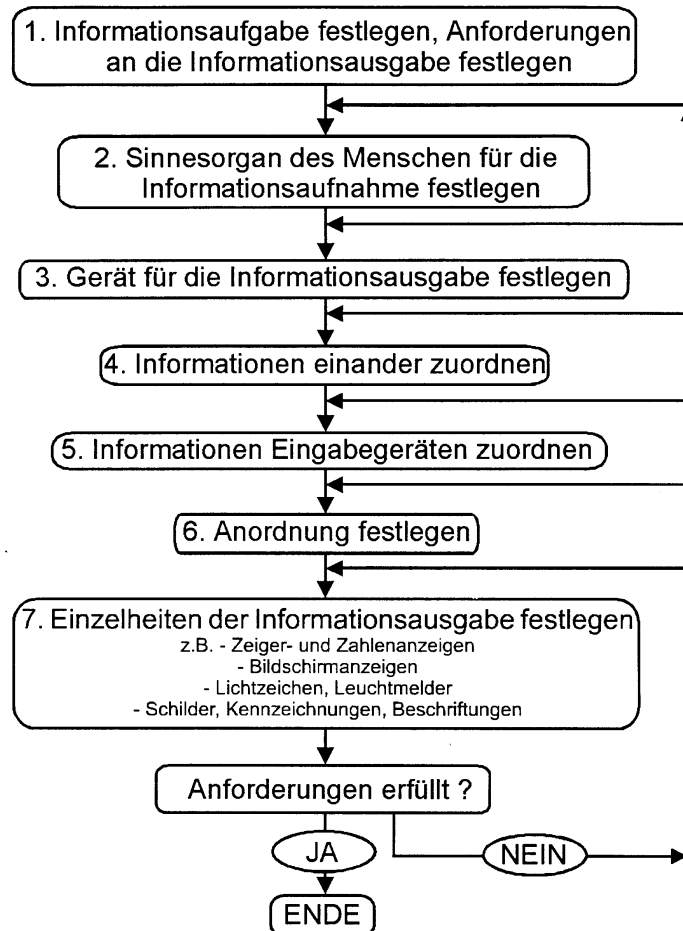 1. Informationsaufgabe festlegen, Anforderungen
an die Informationsausgabe festlegen
2. Sinnesorgan des Menschen für die
Informationsaufnahme festlegen
3. Gerät für die Informationsausgabe festlegen
4. Informationen einander zuordnen
5. Informationen Eingabegeräten zuordnen
6. Anordnung festlegen
7. Einzelheiten der Informationsausgabe festlegen
z.B. - Zeiger- und Zahlenanzeigen
- Bildschirmanzeigen
- Lichtzeichen, Leuchtmelder
- Schilder, Kennzeichnungen, Beschriftungen
Anforderungen erfüllt ?
JA
NEIN
ENDE